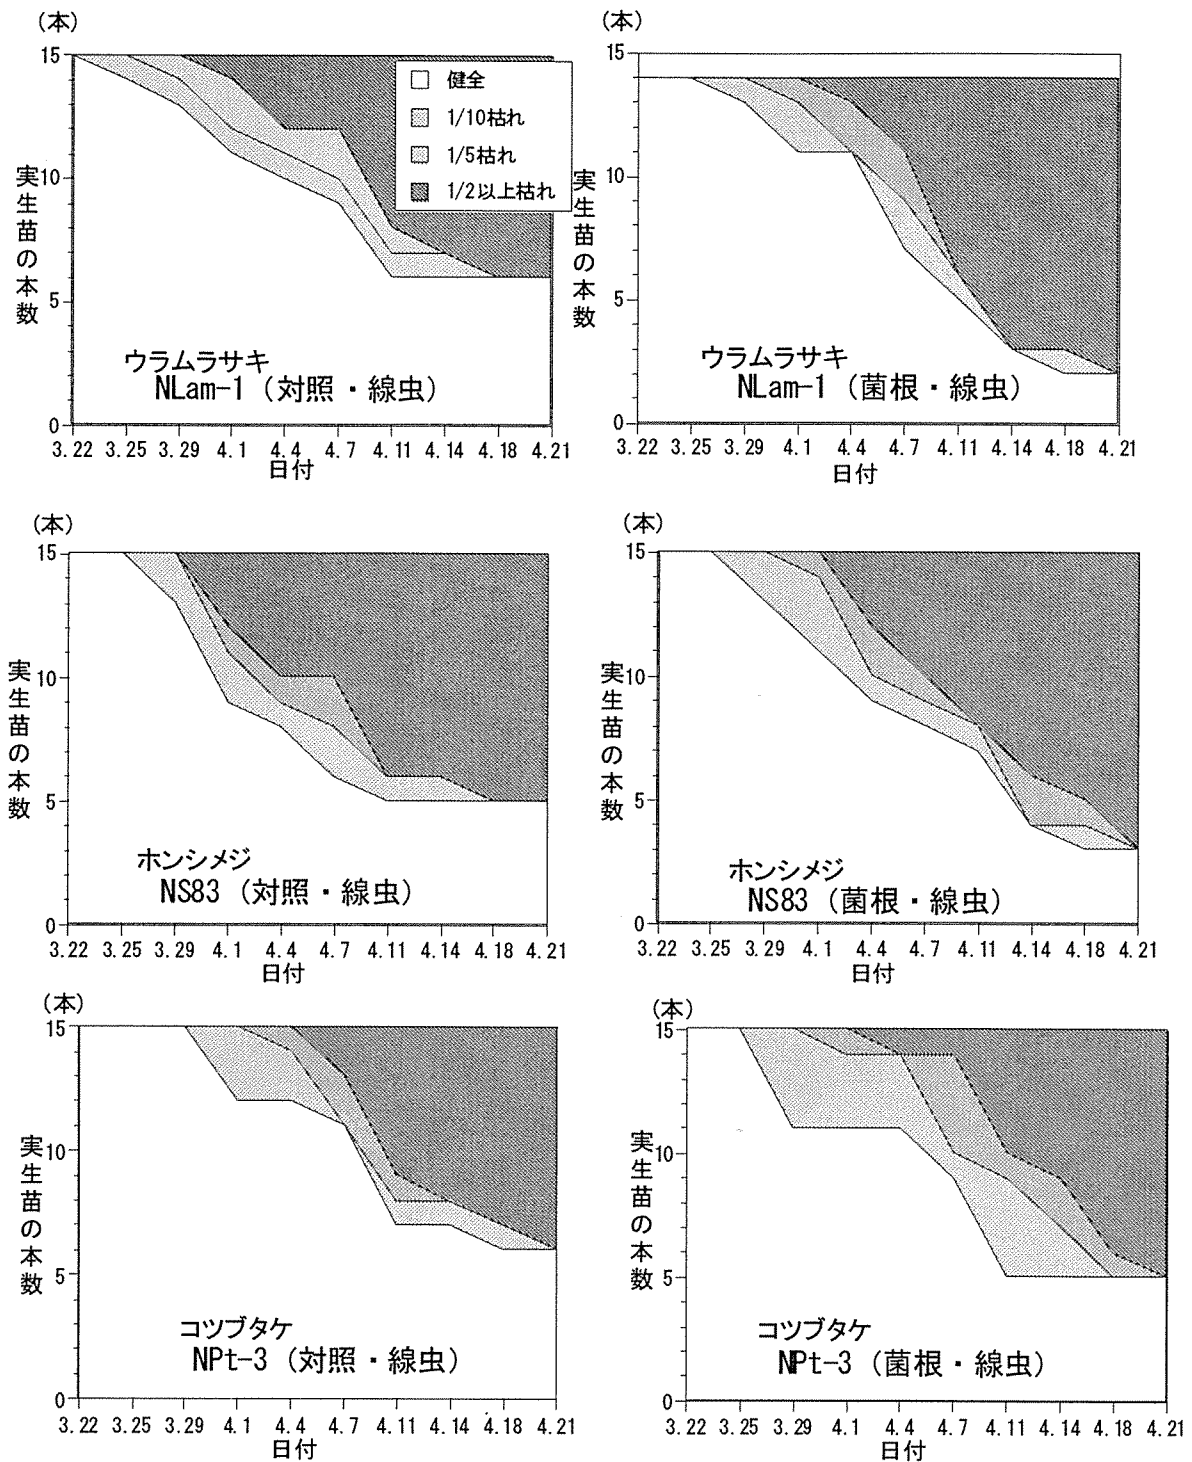 (本)
15
10
5
0
実生苗の本数
健全
1/10枯れ
1/5枯れ
1/2以上枯れ
ウラムラサキ
NLam-1（対照・線虫）
3.22 3.25 3.29 4.1 4.4 4.7 4.11 4.14 4.18 4.21
日付
(本)
15
10
5
0
実生苗の本数
ウラムラサキ
NLam-1（菌根・線虫）
3.22 3.25 3.29 4.1 4.4 4.7 4.11 4.14 4.18 4.21
日付
(本)
15
10
5
0
実生苗の本数
ホンシメジ
NS83（対照・線虫）
3.22 3.25 3.29 4.1 4.4 4.7 4.11 4.14 4.18 4.21
日付
(本)
15
10
5
0
実生苗の本数
ホンシメジ
NS83（菌根・線虫）
3.22 3.25 3.29 4.1 4.4 4.7 4.11 4.14 4.18 4.21
日付
(本)
15
10
5
0
実生苗の本数
コツブタケ
NPt-3（対照・線虫）
3.22 3.25 3.29 4.1 4.4 4.7 4.11 4.14 4.18 4.21
日付
(本)
15
10
5
0
実生苗の本数
コツブタケ
NPt-3（菌根・線虫）
3.22 3.25 3.29 4.1 4.4 4.7 4.11 4.14 4.18 4.21
日付